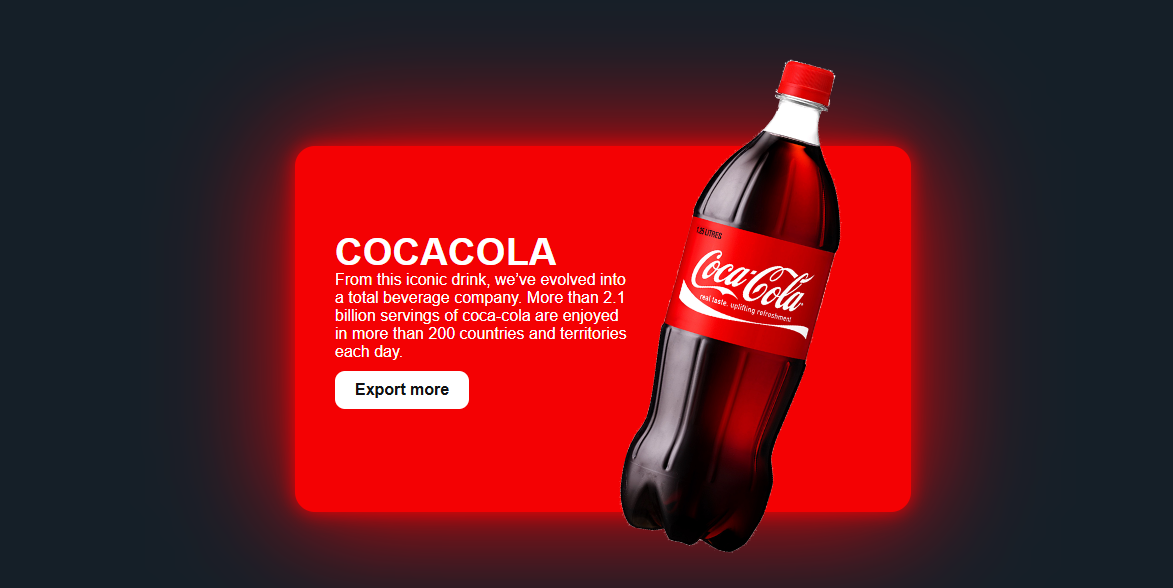 COCACOLA
From this iconic drink, we've evolved into
a total beverage company. More than 2.1
billion servings of coca-cola are enjoyed
in more than 200 countries and territories
each day.
Export more
LITRES
Coca-Cola
real taste. uplifting refreshment